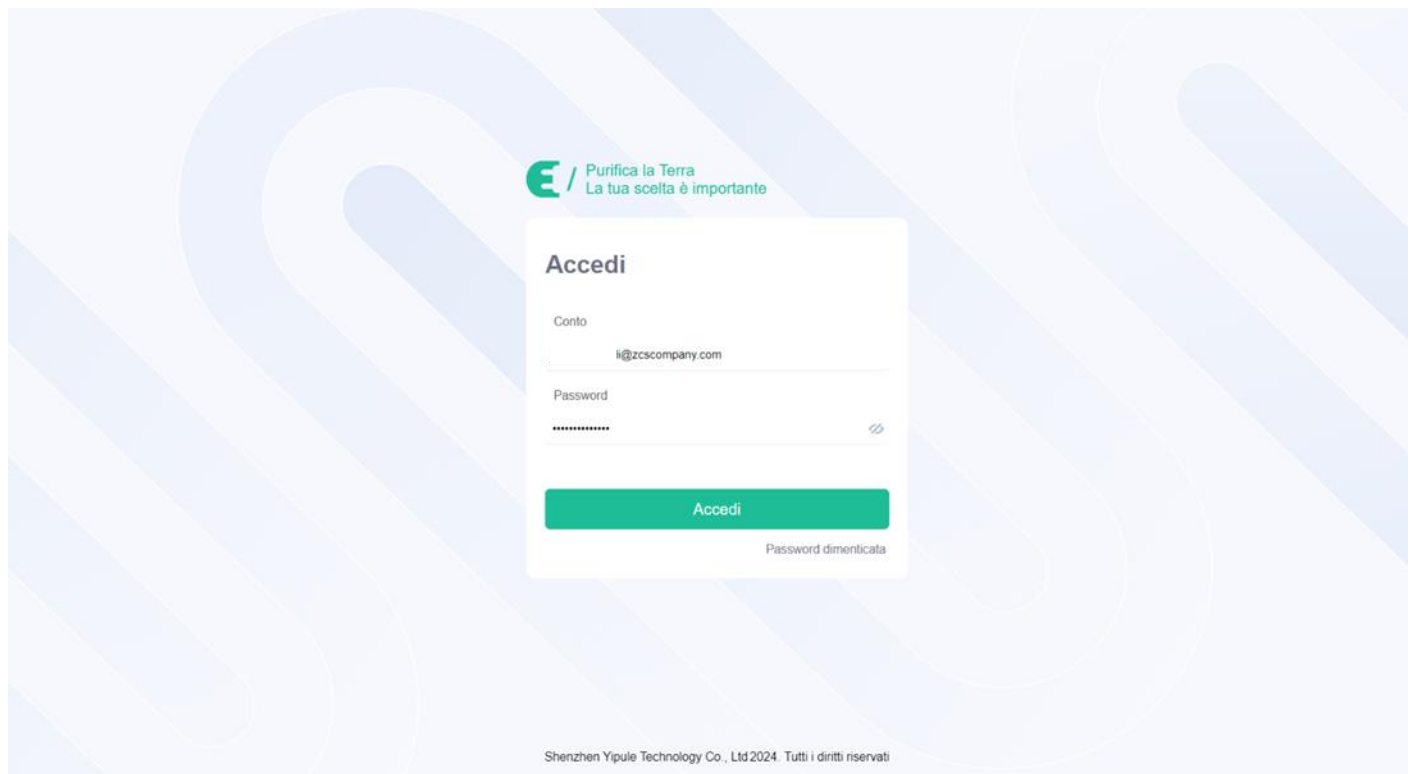 Purifica la Terra
La tua scelta è importante
Accedi
Conto
li@zcscompany.com
Password
••••••••••••••
Accedi
Password dimenticata
Shenzhen Yipule Technology Co., Ltd 2024. Tutti i diritti riservati